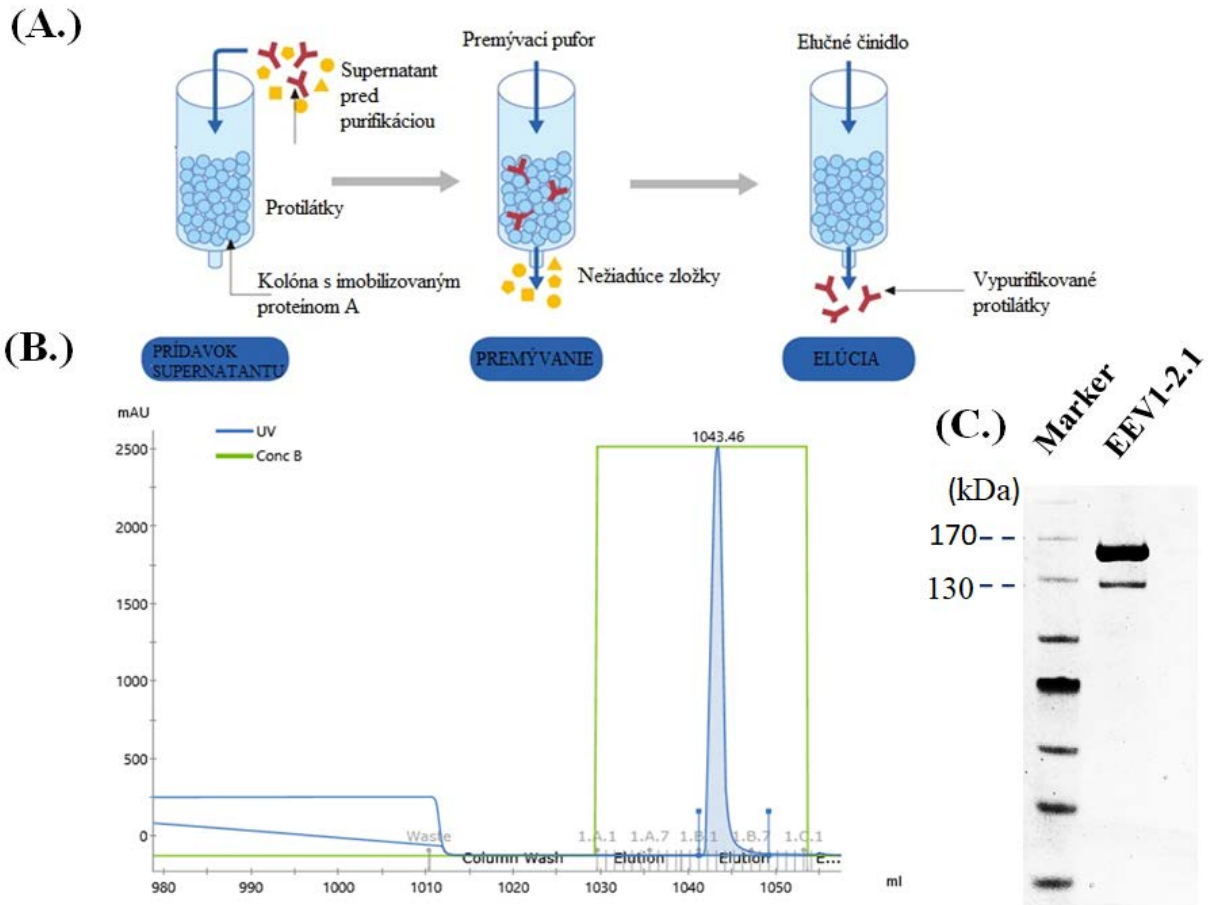 (A.)
Supernatant
pred
purifikáciou
Protilátky
Kolóna s imobilizovaným
proteínom A
PRÍDAVOK
SUPERNATANTU
Premývací pufor
Nežiadúce zložky
PREMÝVANIE
Elučné činidlo
Vypurifikované
protilátky
ELÚCIA
(B.)
mAU
UV
Conc B
1043.46
2500
2000
1500
1000
500
0
Waste
1.A.1
1.A.7
1.B.1
1.B.7
1.C.1
Column Wash
Elution
Elution
E...
980
990
1000
1010
1020
1030
1040
1050
ml
(C.)
Marker
EEV1-2.1
(kDa)
170
130